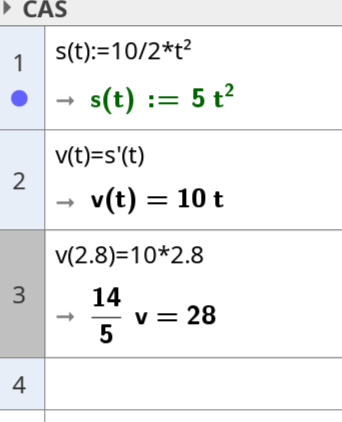 CAS
1
s(t):=10/2*t²
→ s(t) := 5 t²
2
v(t)=s'(t)
→ v(t) = 10 t
3
v(2.8)=10*2.8
→ 14/5 v = 28
4